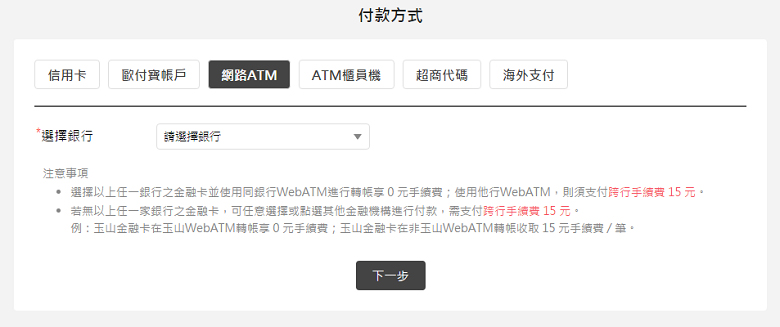 付款方式
信用卡 歐付寶帳戶 網路ATM ATM櫃員機 超商代碼 海外支付
*選擇銀行 請選擇銀行
注意事項
• 選擇以上任一銀行之金融卡並使用同銀行WebATM進行轉帳享 0 元手續費；使用他行WebATM，則須支付跨行手續費 15 元。
• 若無以上任一家銀行之金融卡，可任意選擇或點選其他金融機構進行付款，需支付跨行手續費 15 元。
例：玉山金融卡在玉山WebATM轉帳享 0 元手續費；玉山金融卡在非玉山WebATM轉帳收取 15 元手續費 / 筆。
下一步